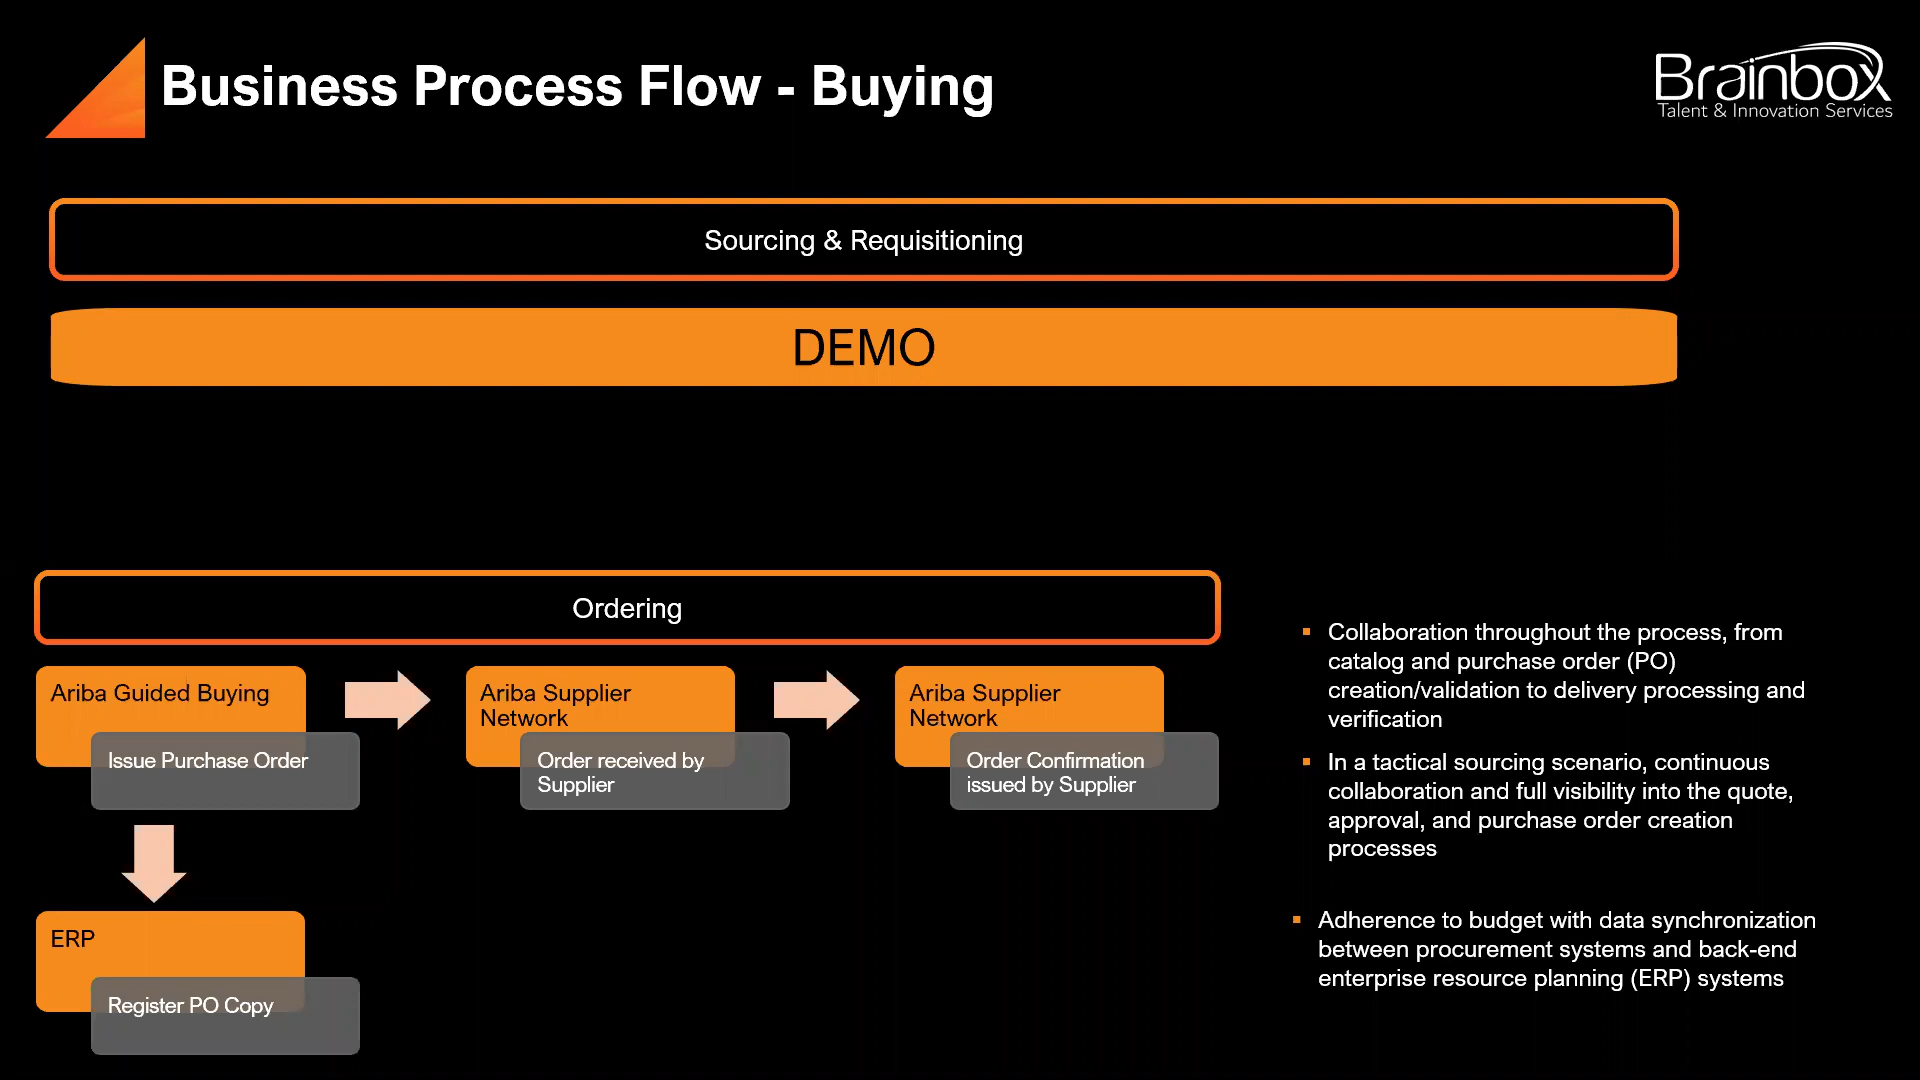 Business Process Flow - Buying
Brainbox
Talent & Innovation Services
Sourcing & Requisitioning
DEMO
Ordering
Ariba Guided Buying
Issue Purchase Order
Ariba Supplier
Network
Order received by
Supplier
Ariba Supplier
Network
Order Confirmation
issued by Supplier
ERP
Register PO Copy
Collaboration throughout the process, from
catalog and purchase order (PO)
creation/validation to delivery processing and
verification
In a tactical sourcing scenario, continuous
collaboration and full visibility into the quote,
approval, and purchase order creation
processes
Adherence to budget with data synchronization
between procurement systems and back-end
enterprise resource planning (ERP) systems